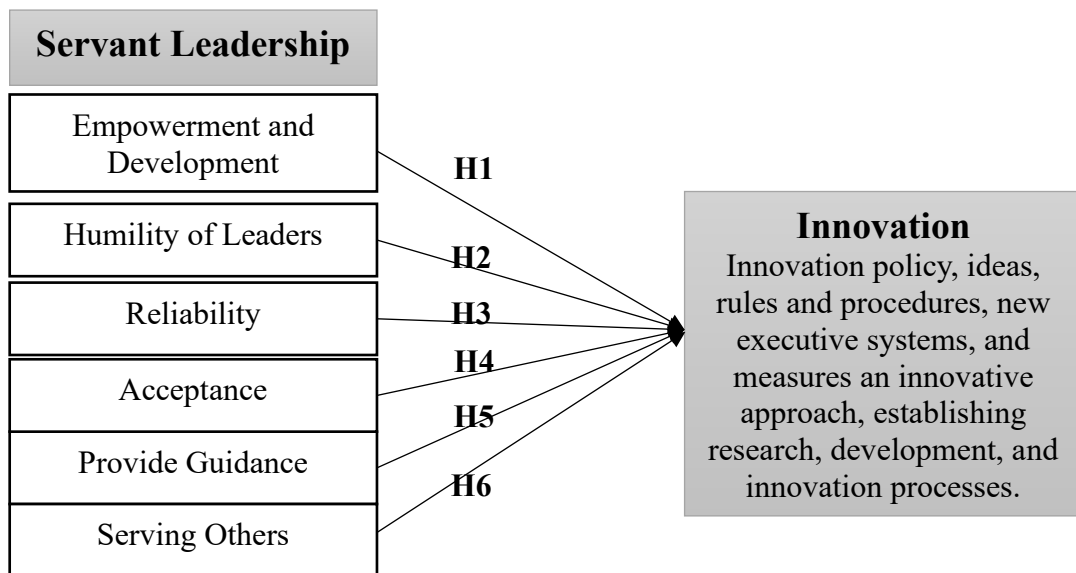 Servant Leadership
Empowerment and
Development
Humility of Leaders
Reliability
Acceptance
Provide Guidance
Serving Others
H1
H2
H3
H4
H5
H6
Innovation
Innovation policy, ideas,
rules and procedures, new
executive systems, and
measures an innovative
approach, establishing
research, development, and
innovation processes.